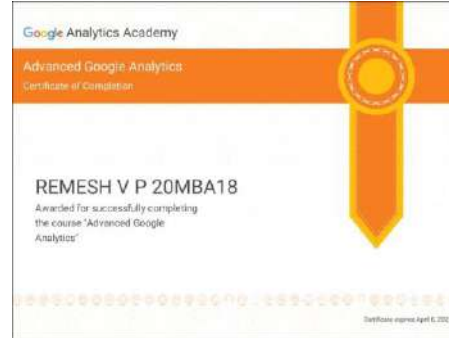 Google Analytics Academy
Advanced Google Analytics
Certificate of Completion
REMESH V P 20MBA18
Awarded for successfully completing
the course "Advanced Google
Analytics"
Certificate expires April 6,